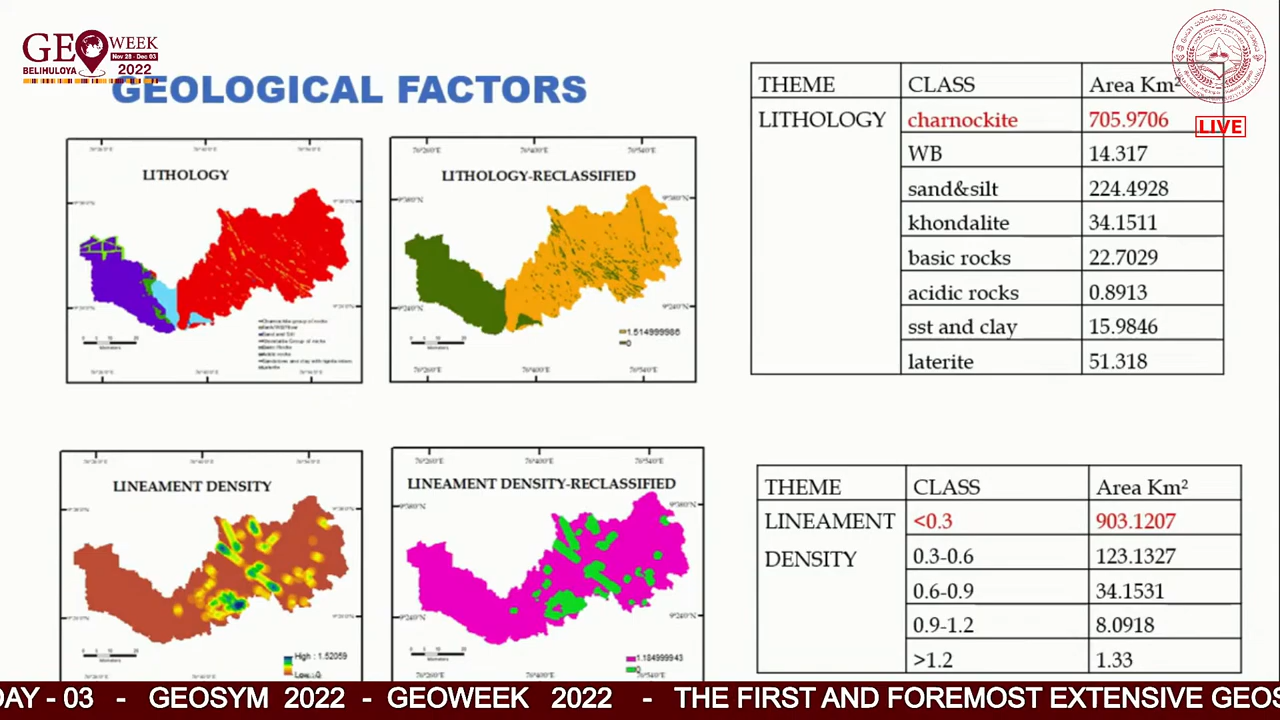 GEOWEEK
Nov 28 - Dec 03
BELIHULOYA 2022
GEOLOGICAL FACTORS
LITHOLOGY
LITHOLOGY-RECLASSIFIED
1.514999986
0
LINEAMENT DENSITY
High : 1.52059
Low : 0
LINEAMENT DENSITY-RECLASSIFIED
1.184999943
0
THEME CLASS Area Km²
LITHOLOGY charnockite 705.9706
WB 14.317
sand&silt 224.4928
khondalite 34.1511
basic rocks 22.7029
acidic rocks 0.8913
sst and clay 15.9846
laterite 51.318
LIVE
THEME CLASS Area Km²
LINEAMENT <0.3 903.1207
DENSITY 0.3-0.6 123.1327
0.6-0.9 34.1531
0.9-1.2 8.0918
>1.2 1.33
DAY - 03 - GEOSYM 2022 - GEOWEEK 2022 - THE FIRST AND FOREMOST EXTENSIVE GEOS